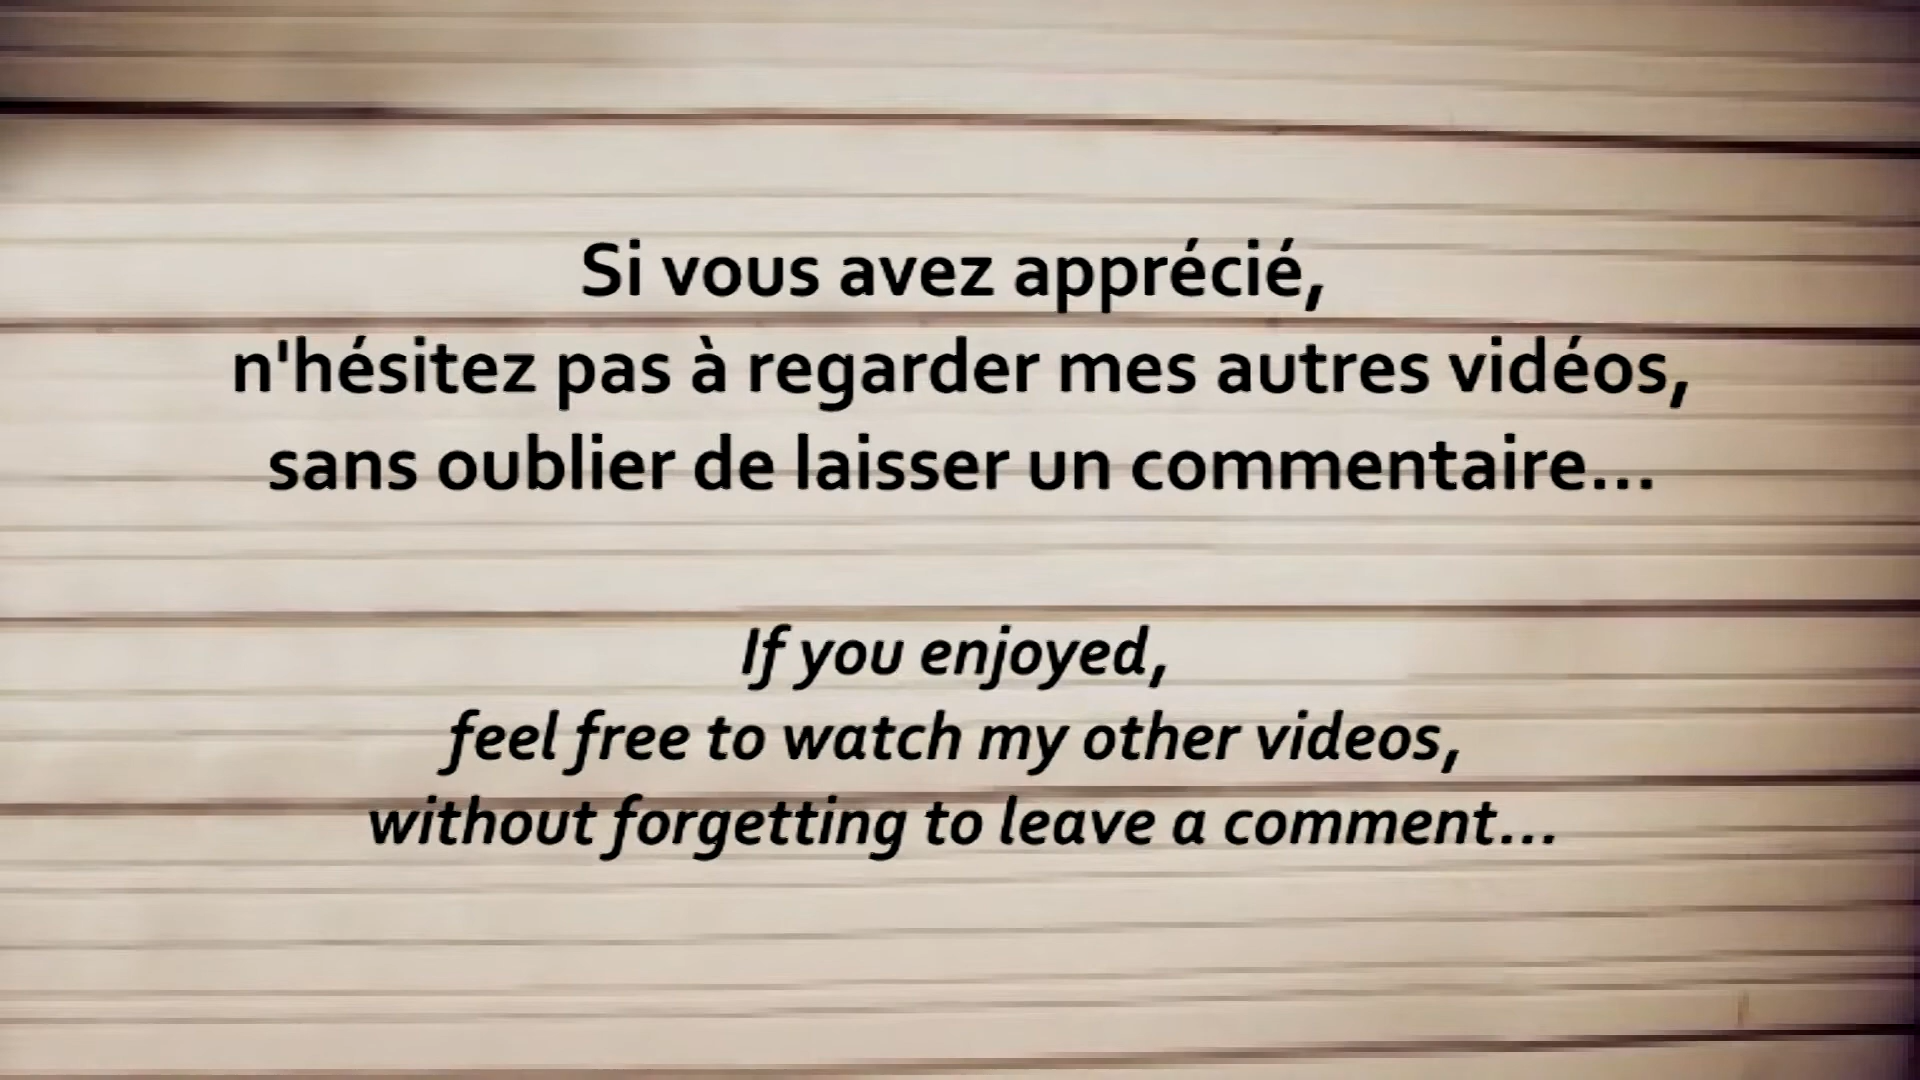 Si vous avez apprécié,
n'hésitez pas à regarder mes autres vidéos,
sans oublier de laisser un commentaire...
If you enjoyed,
feel free to watch my other videos,
without forgetting to leave a comment...